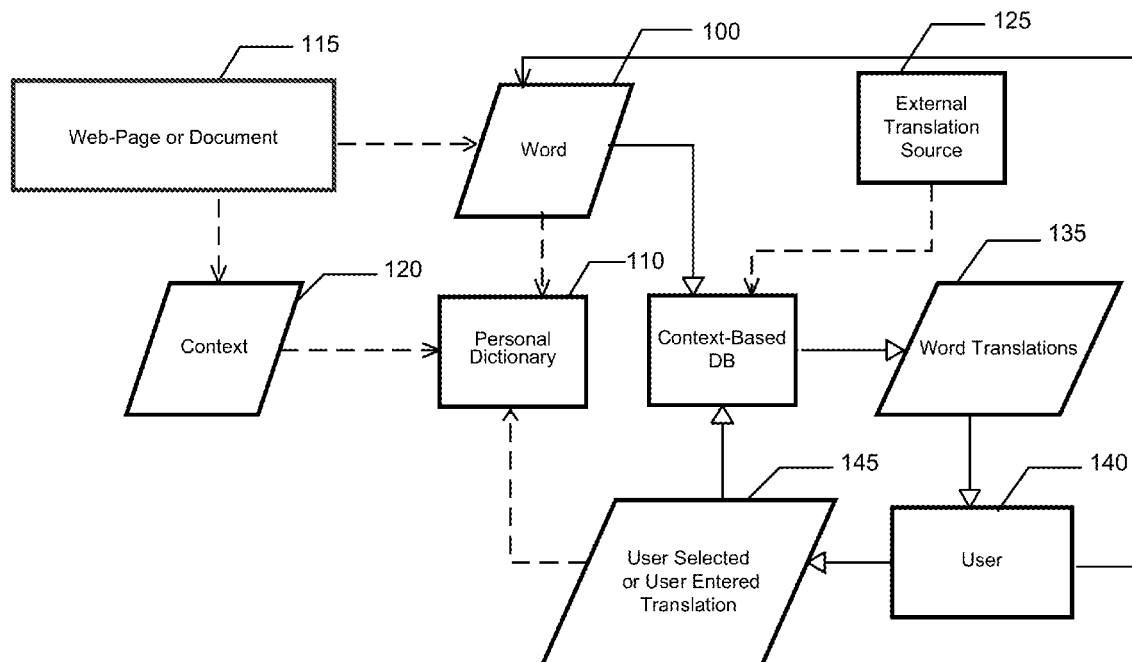 115
100
125
Web-Page or Document
Word
External
Translation
Source
120
110
135
Context
Personal
Dictionary
Context-Based
DB
Word Translations
145
140
User Selected
or User Entered
Translation
User